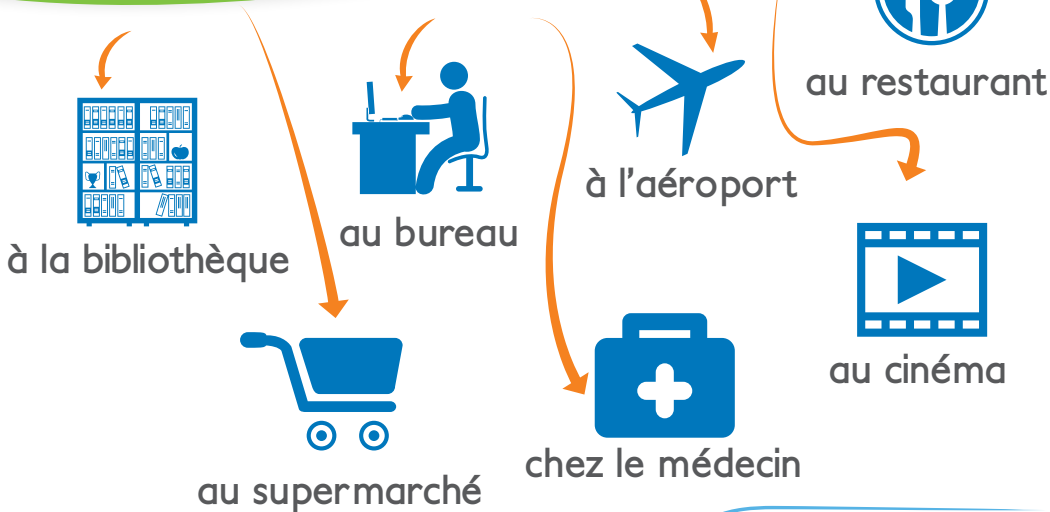 au restaurant
à l'aéroport
au bureau
à la bibliothèque
au cinéma
chez le médecin
au supermarché